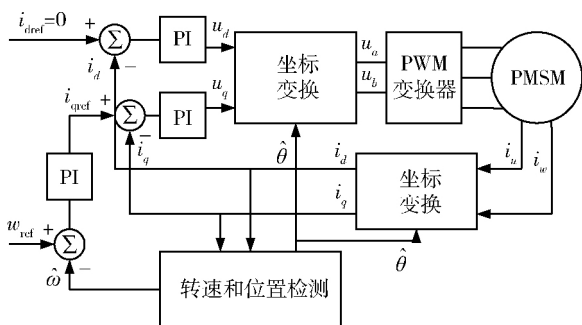 i_dref=0
+
Σ
−
PI
u_d
坐标
变换
u_a
u_b
PWM
变换器
PMSM
i_d
i_qref
+
Σ
−
PI
u_q
i_q
θ̂
i_d
i_q
坐标
变换
i_u
i_w
PI
w_ref
+
Σ
−
ω̂
转速和位置检测
θ̂